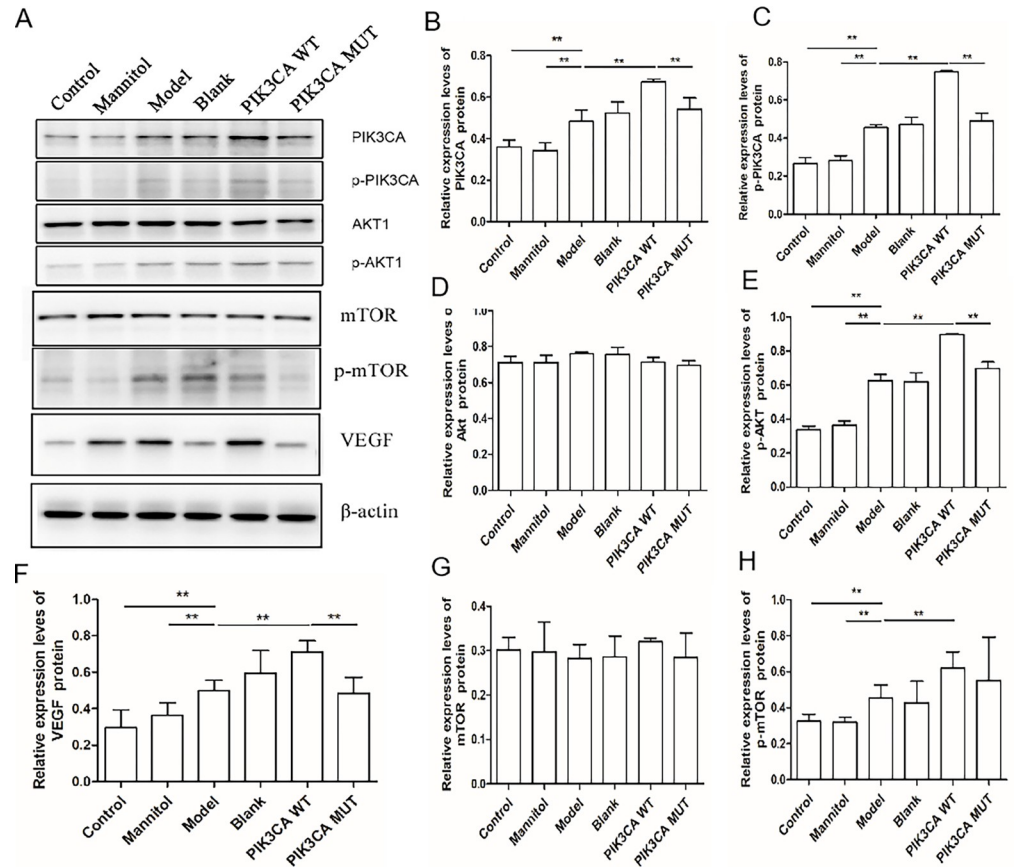 A
Control
Mannitol
Model
Blank
PIK3CA WT
PIK3CA MUT
PIK3CA
p-PIK3CA
AKT1
p-AKT1
mTOR
p-mTOR
VEGF
β-actin
B
Relative expression levels of
PIK3CA protein
0.8
0.6
0.4
0.2
0.0
**
**
**
**
Control
Mannitol
Model
Blank
PIK3CA WT
PIK3CA MUT
C
Relative expression levels of
p-PIK3CA protein
0.8
0.6
0.4
0.2
0.0
**
**
**
**
Control
Mannitol
Model
Blank
PIK3CA WT
PIK3CA MUT
D
Relative expression levels o
Akt protein
1.0
0.8
0.6
0.4
0.2
0.0
Control
Mannitol
Model
Blank
PIK3CA WT
PIK3CA MUT
E
Relative expression levels of
p-AKT protein
1.0
0.8
0.6
0.4
0.2
0.0
**
**
**
**
Control
Mannitol
Model
Blank
PIK3CA WT
PIK3CA MUT
F
Relative expression leves of
VEGF protein
1.0
0.8
0.6
0.4
0.2
0.0
**
**
**
**
Control
Mannitol
Model
Blank
PIK3CA WT
PIK3CA MUT
G
Relative expression levels of
mTOR protein
0.4
0.3
0.2
0.1
0.0
Control
Mannitol
Model
Blank
PIK3CA WT
PIK3CA MUT
H
Relative expression levels of
p-mTOR protein
1.0
0.8
0.6
0.4
0.2
0.0
**
**
**
Control
Mannitol
Model
Blank
PIK3CA WT
PIK3CA MUT